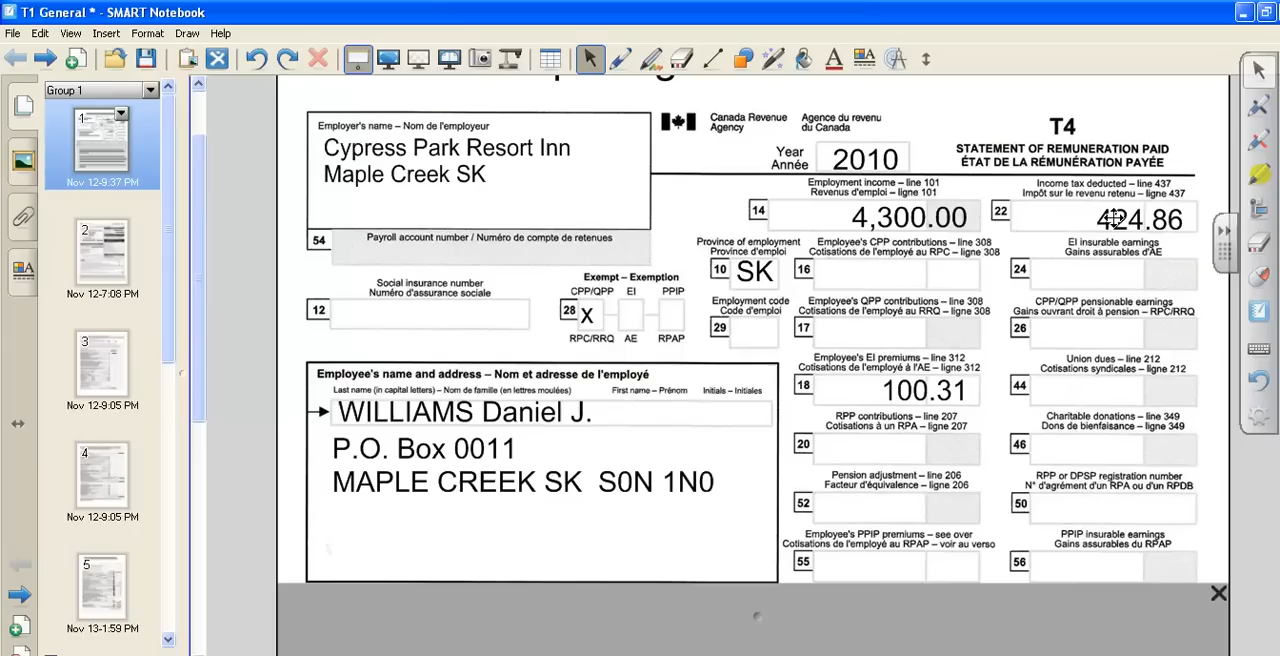 T1 General * - SMART Notebook
File Edit View Insert Format Draw Help
Group 1
1
Nov 12-9:37 PM
2
Nov 12-7:08 PM
3
Nov 12-9:05 PM
4
Nov 12-9:05 PM
5
Nov 13-1:59 PM
Employer's name – Nom de l'employeur
Cypress Park Resort Inn
Maple Creek SK
54
Payroll account number / Numéro de compte de retenues
Canada Revenue Agency
Agence du revenu du Canada
Year
Année
2010
T4
STATEMENT OF REMUNERATION PAID
ÉTAT DE LA RÉMUNÉRATION PAYÉE
Employment income – line 101
Revenus d'emploi – ligne 101
14
4,300.00
Income tax deducted – line 437
Impôt sur le revenu retenu – ligne 437
22
424.86
Province of employment
Province d'emploi
10
SK
Employee's CPP contributions – line 308
Cotisations de l'employé au RPC – ligne 308
16
EI insurable earnings
Gains assurables d'AE
24
Social insurance number
Numéro d'assurance sociale
12
Exempt – Exemption
CPP/QPP EI PPIP
28
X
RPC/RRQ AE RPAP
Employment code
Code d'emploi
29
Employee's QPP contributions – line 308
Cotisations de l'employé au RRQ – ligne 308
17
CPP/QPP pensionable earnings
Gains ouvrant droit à pension – RPC/RRQ
26
Employee's name and address – Nom et adresse de l'employé
Last name (in capital letters) – Nom de famille (en lettres moulées) First name – Prénom Initials – Initiales
WILLIAMS Daniel J.
P.O. Box 0011
MAPLE CREEK SK S0N 1N0
Employee's EI premiums – line 312
Cotisations de l'employé à l'AE – ligne 312
18
100.31
Union dues – line 212
Cotisations syndicales – ligne 212
44
RPP contributions – line 207
Cotisations à un RPA – ligne 207
20
Charitable donations – line 349
Dons de bienfaisance – ligne 349
46
Pension adjustment – line 206
Facteur d'équivalence – ligne 206
52
RPP or DPSP registration number
N° d'agrément d'un RPA ou d'un RPDB
50
Employee's PPIP premiums – see over
Cotisations de l'employé au RPAP – voir au verso
55
PPIP insurable earnings
Gains assurables du RPAP
56